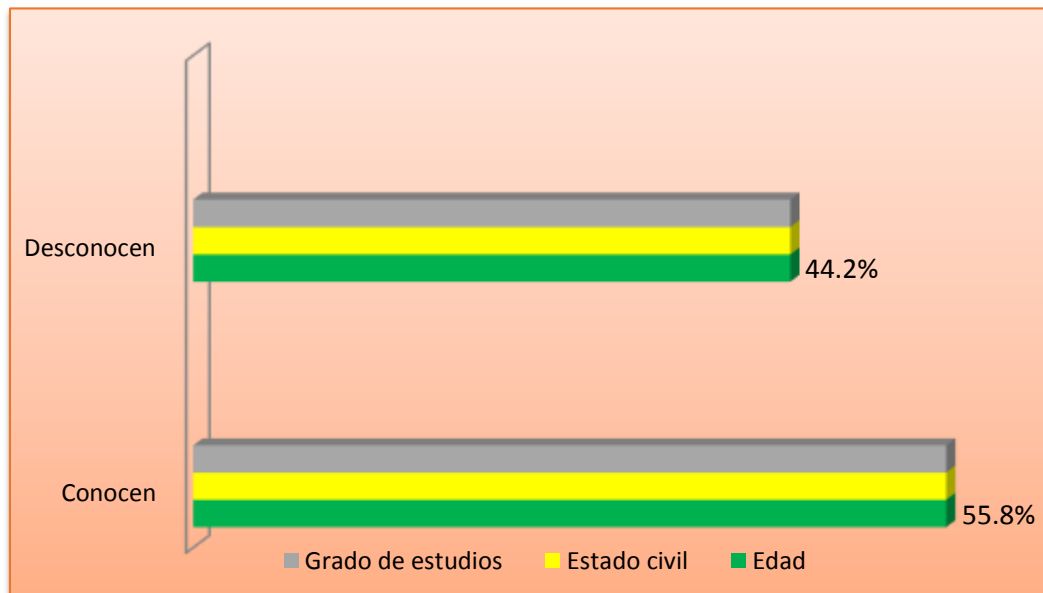 Desconocen
44.2%
Conocen
55.8%
Grado de estudios Estado civil Edad